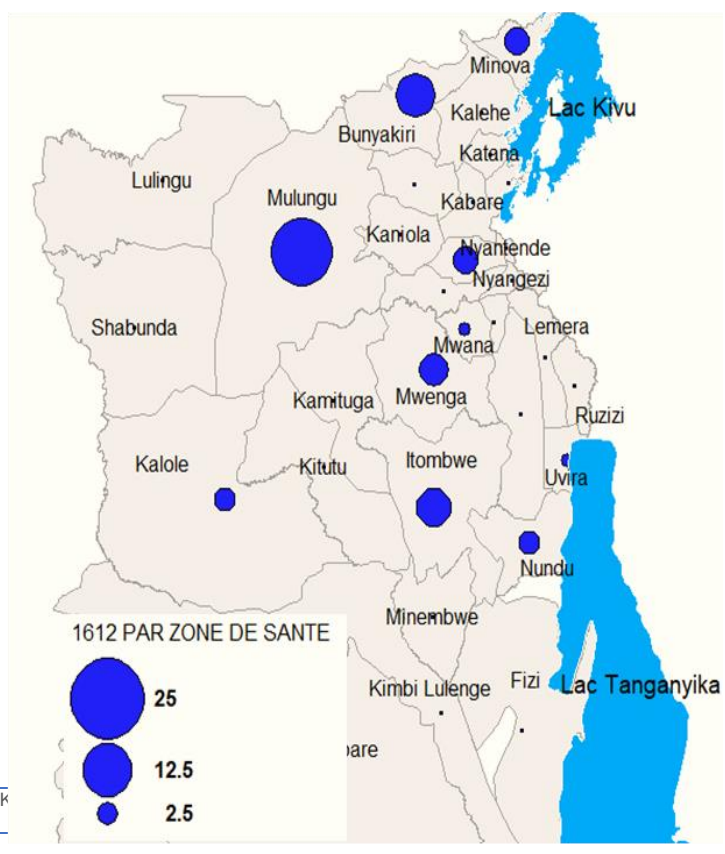 Minova
Lac Kivu
Kalehe
Bunyakiri
Katana
Lulingu
Mulungu
Kabare
Kaniola
Nyantende
Nyangezi
Shabunda
Lemera
Mwana
Mwenga
Kamituga
Ruzizi
Kalole
Kitutu
Itombwe
Uvira
Nundu
Minembwe
1612 PAR ZONE DE SANTE
Kimbi Lulenge
Fizi
Lac Tanganyika
25
12.5
2.5